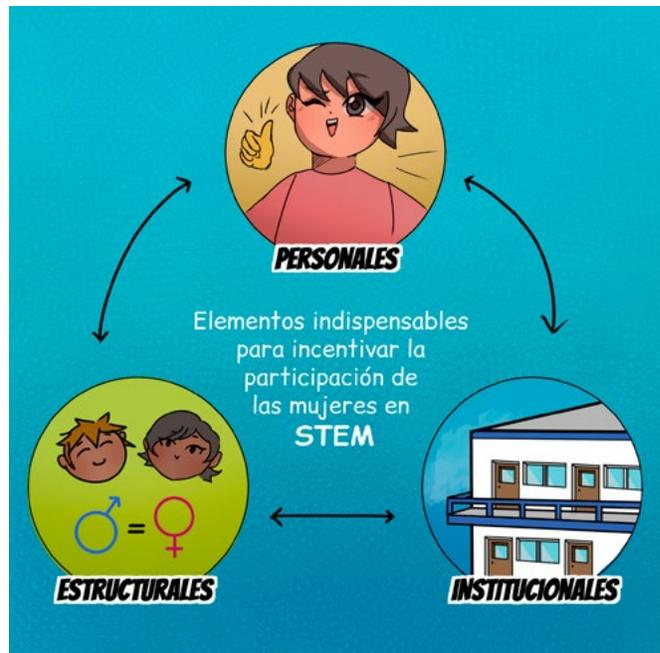 PERSONALES
Elementos indispensables
para incentivar la
participación de
las mujeres en
STEM
ESTRUCTURALES
INSTITUCIONALES